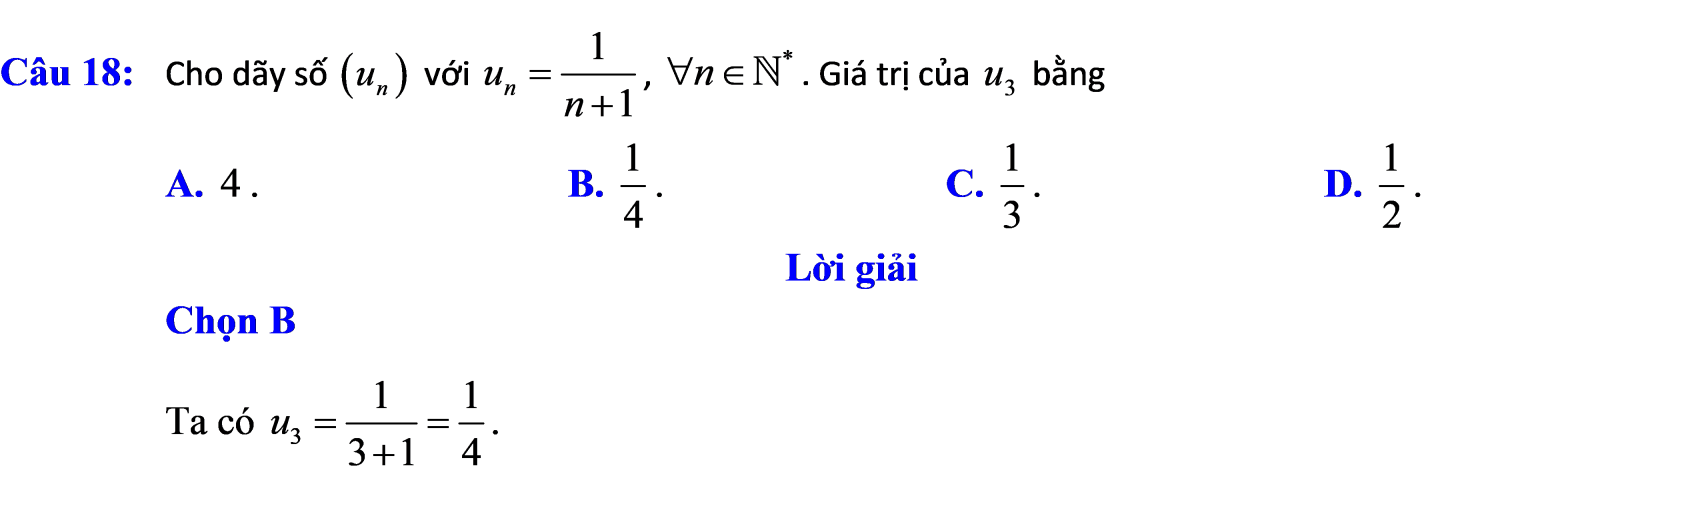 Câu 18: Cho dãy số $(u_n)$ với $u_n = \frac{1}{n+1}$, $\forall n \in \mathbb{N}^*$. Giá trị của $u_3$ bằng
A. 4. B. $\frac{1}{4}$. C. $\frac{1}{3}$. D. $\frac{1}{2}$.
Lời giải
Chọn B
Ta có $u_3 = \frac{1}{3+1} = \frac{1}{4}$.